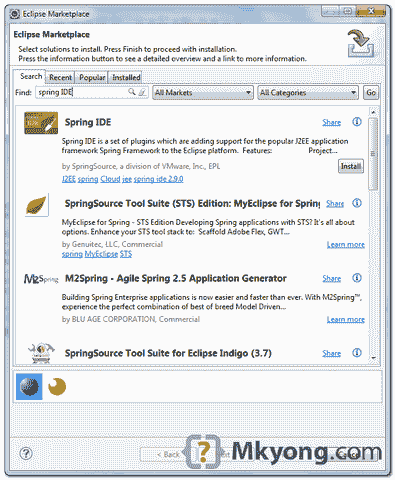 Eclipse Marketplace
Eclipse Marketplace
Select solutions to install. Press Finish to proceed with installation.
Press the information button to see a detailed overview and a link to more information.
Search Recent Popular Installed
Find: spring IDE All Markets All Categories Go
Spring IDE Share
Spring IDE is a set of plugins which are adding support for the popular J2EE application
framework Spring Framework to the Eclipse platform. Features: Project...
by SpringSource, a division of VMware, Inc., EPL Install
J2EE spring Cloud jee spring ide 2.9.0
SpringSource Tool Suite (STS) Edition: MyEclipse for Spring Share
MyEclipse for Spring - STS Edition Developing Spring applications with STS? It's all about
options. Enhance your STS tool stack to: Scaffold Adobe Flex, GWT...
by Genuitec, LLC, Commercial Learn more
spring MyEclipse STS
M2Spring
M2Spring - Agile Spring 2.5 Application Generator Share
Building Spring Enterprise applications is now easier and faster than ever. With M2Spring™,
experience the perfect combination of best of breed Model Driven...
by BLU AGE CORPORATION, Commercial Learn more
SpringSource Tool Suite for Eclipse Indigo (3.7) Share
< Back
Mkyong.com